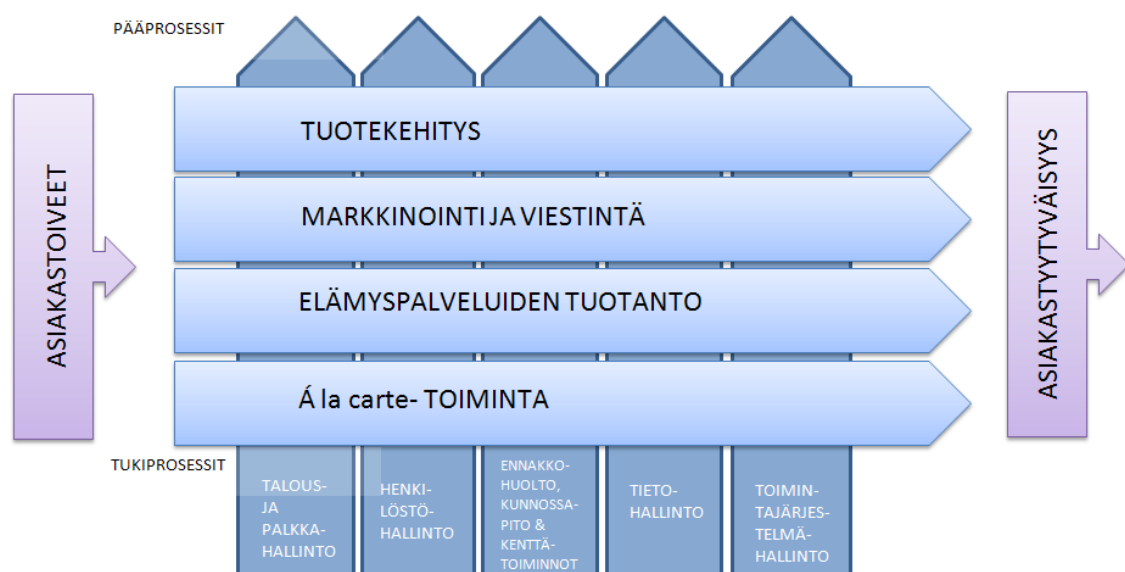 PÄÄPROSESSIT
ASIAKASTOIVEET
TUOTEKEHITYS
MARKKINOINTI JA VIESTINTÄ
ELÄMYSPALVELUIDEN TUOTANTO
Á la carte- TOIMINTA
ASIAKASTYYTYVÄISYYS
TUKIPROSESSIT
TALOUS-
JA
PALKKA-
HALLINTO
HENKI-
LÖSTÖ-
HALLINTO
ENNAKKO-
HUOLTO,
KUNNOSSA-
PITO &
KENTTÄ-
TOIMINNOT
TIETO-
HALLINTO
TOIMIN-
TAJÄRJES-
TELMÄ-
HALLINTO